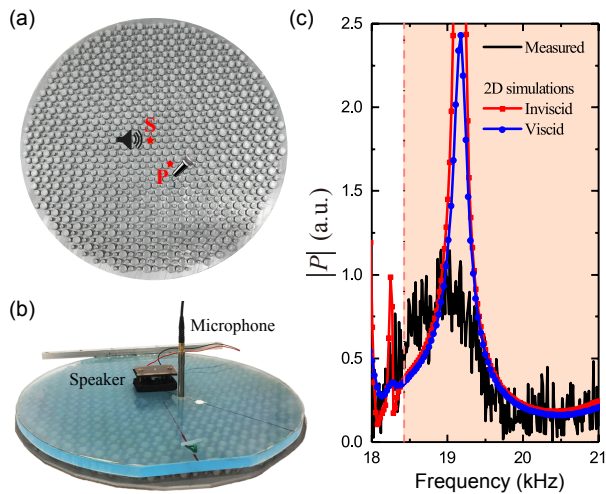 (a)
S
P
(b)
Microphone
Speaker
(c)
2.5
2.0
1.5
1.0
0.5
0.0
|P| (a.u.)
Measured
2D simulations
Inviscid
Viscid
18 19 20 21
Frequency (kHz)